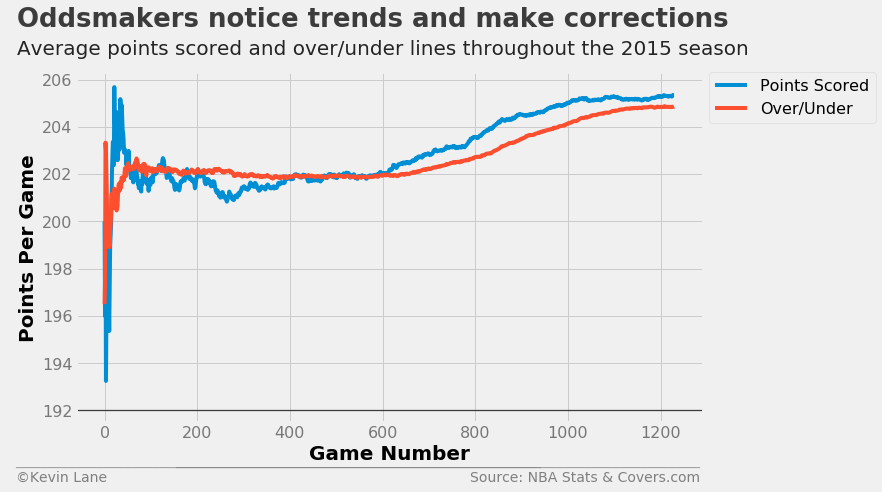 Oddsmakers notice trends and make corrections
Average points scored and over/under lines throughout the 2015 season
Points Scored
Over/Under
206
204
202
200
198
196
194
192
Points Per Game
0 200 400 600 800 1000 1200
Game Number
©Kevin Lane Source: NBA Stats & Covers.com